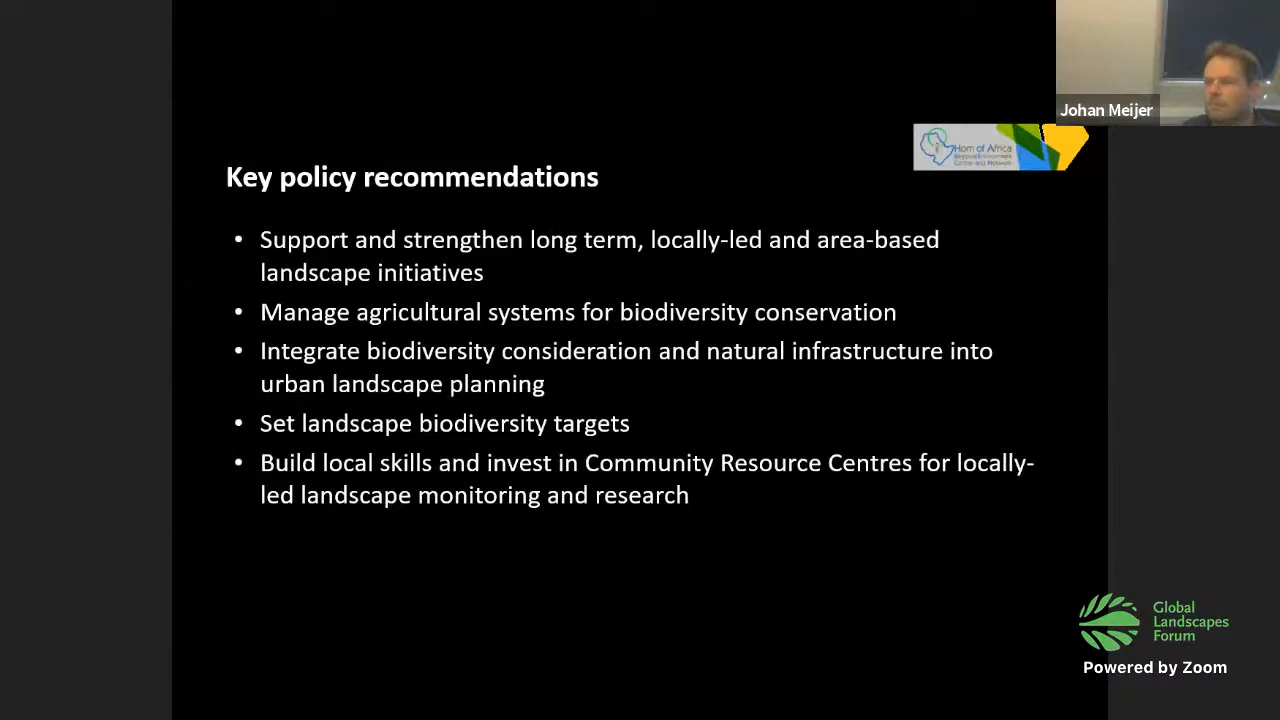 Johan Meijer
Horn of Africa
Centre and Network
Key policy recommendations
• Support and strengthen long term, locally-led and area-based
landscape initiatives
• Manage agricultural systems for biodiversity conservation
• Integrate biodiversity consideration and natural infrastructure into
urban landscape planning
• Set landscape biodiversity targets
• Build local skills and invest in Community Resource Centres for locally-
led landscape monitoring and research
Global
Landscapes
Forum
Powered by Zoom